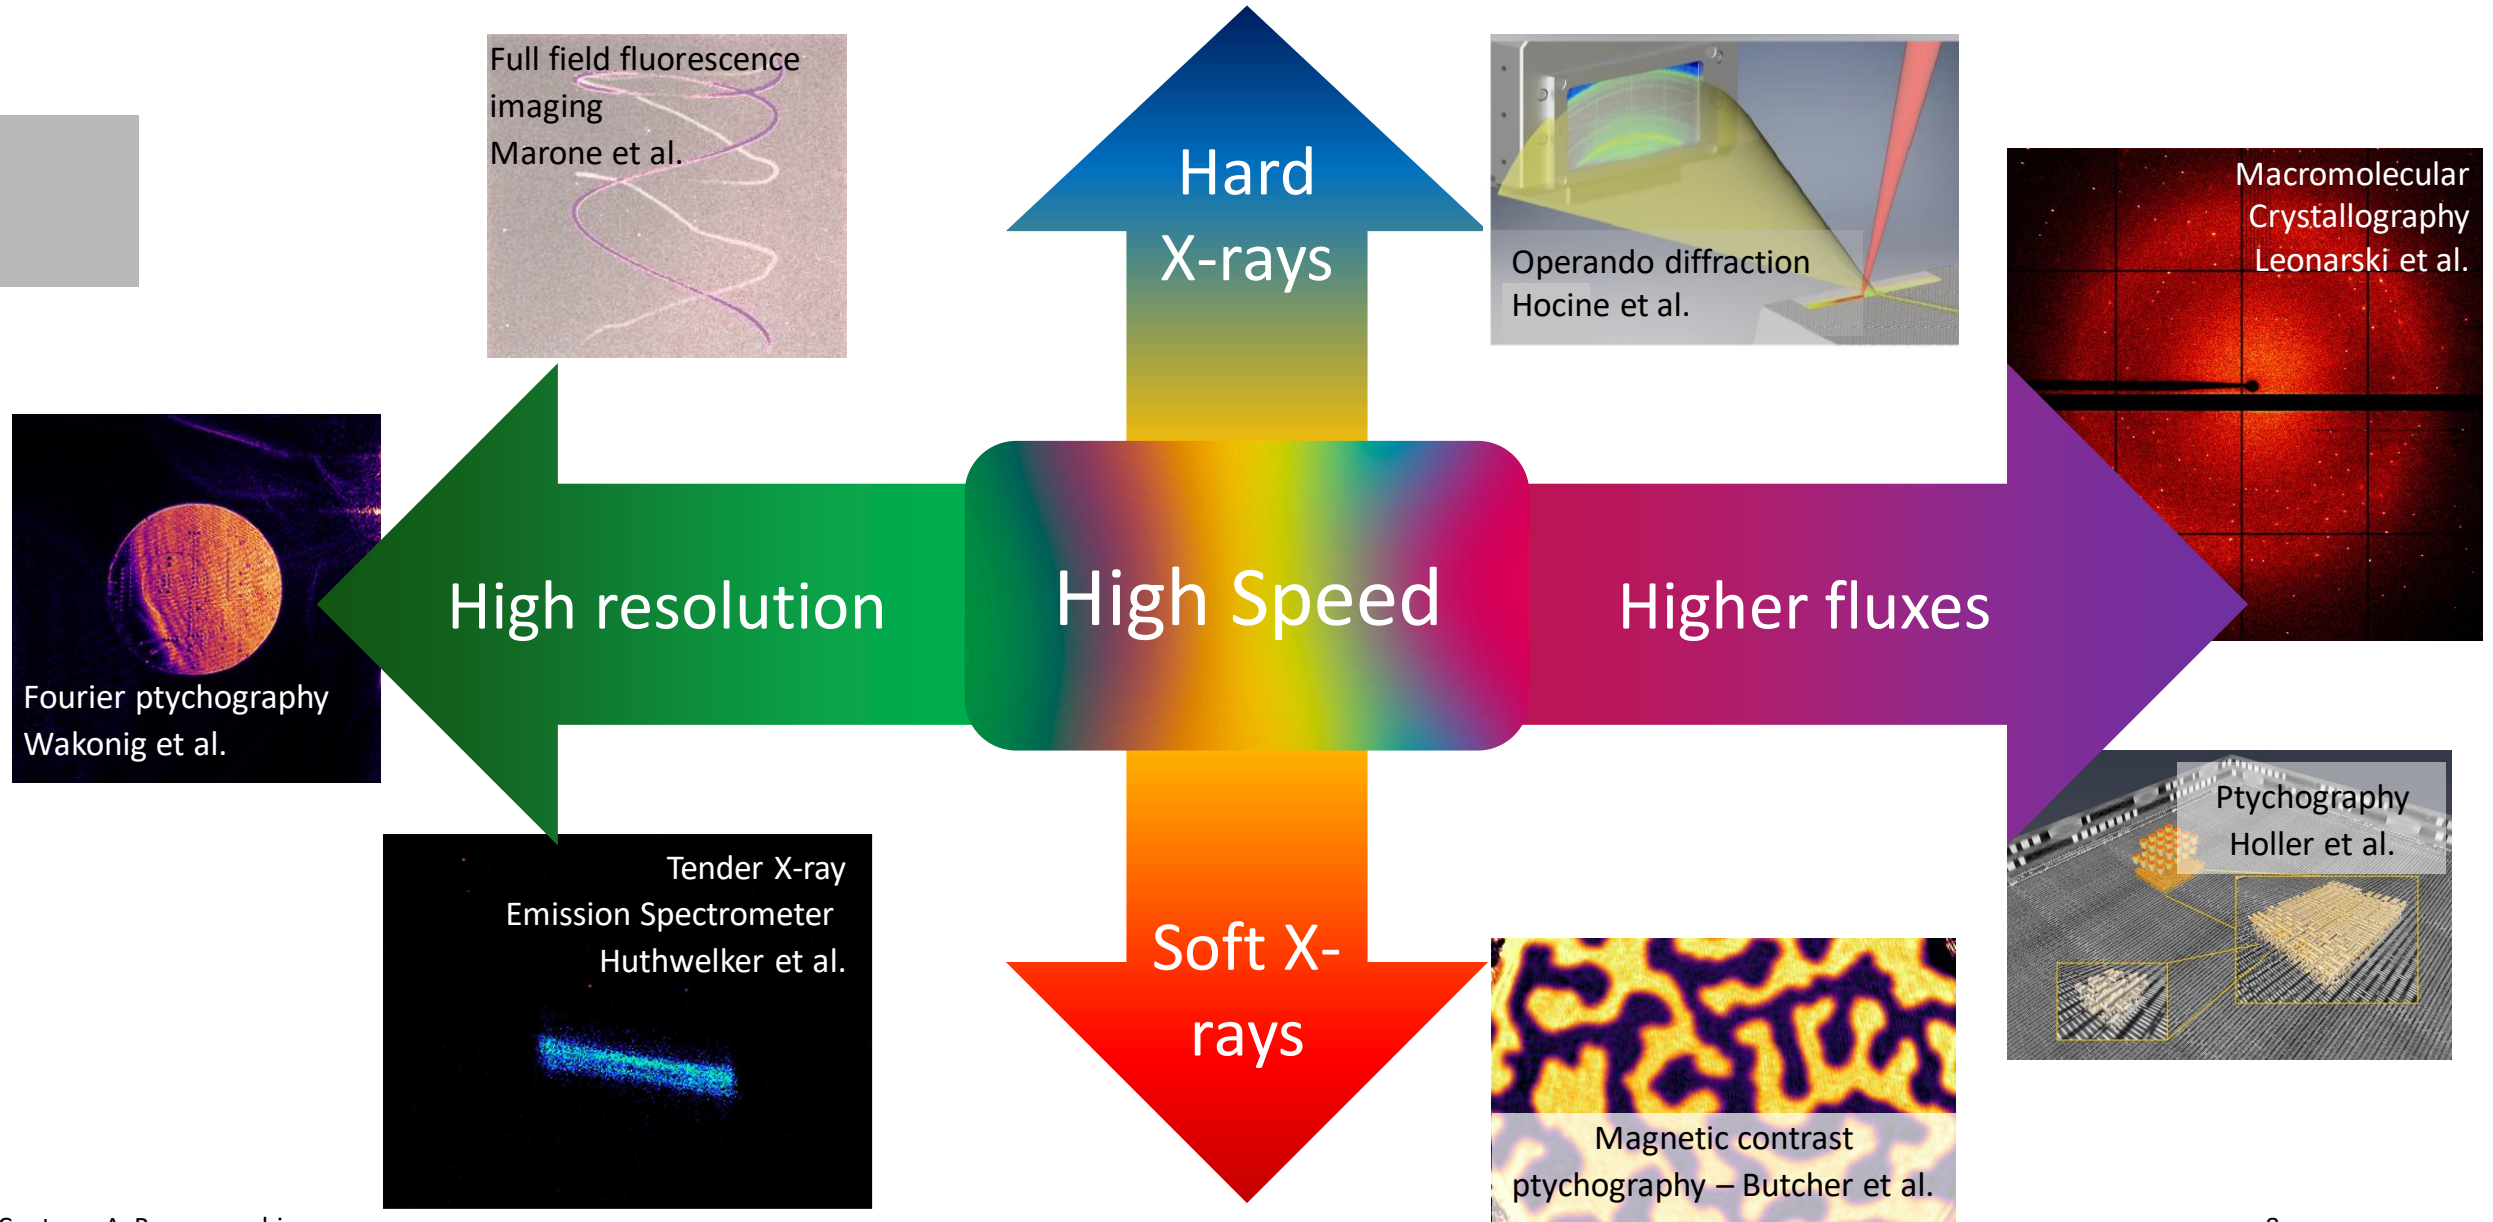 Full field fluorescence
imaging
Marone et al.
Hard
X-rays
Operando diffraction
Hocine et al.
Macromolecular
Crystallography
Leonarski et al.
High resolution
High Speed
Higher fluxes
Fourier ptychography
Wakonig et al.
Tender X-ray
Emission Spectrometer
Huthwelker et al.
Soft X-
rays
Ptychography
Holler et al.
Magnetic contrast
ptychography – Butcher et al.